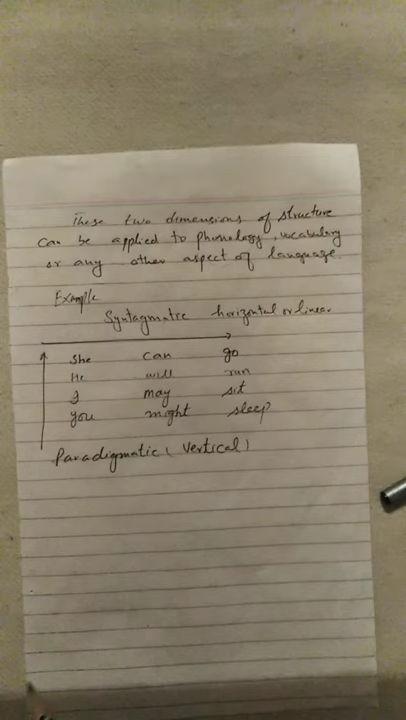 These two dimensions of structure
can be applied to phonology, vocabulary
or any other aspect of language.
Example
Syntagmatic horizontal or linear
She can go
He will run
I may sit
you might sleep
Paradigmatic (vertical)